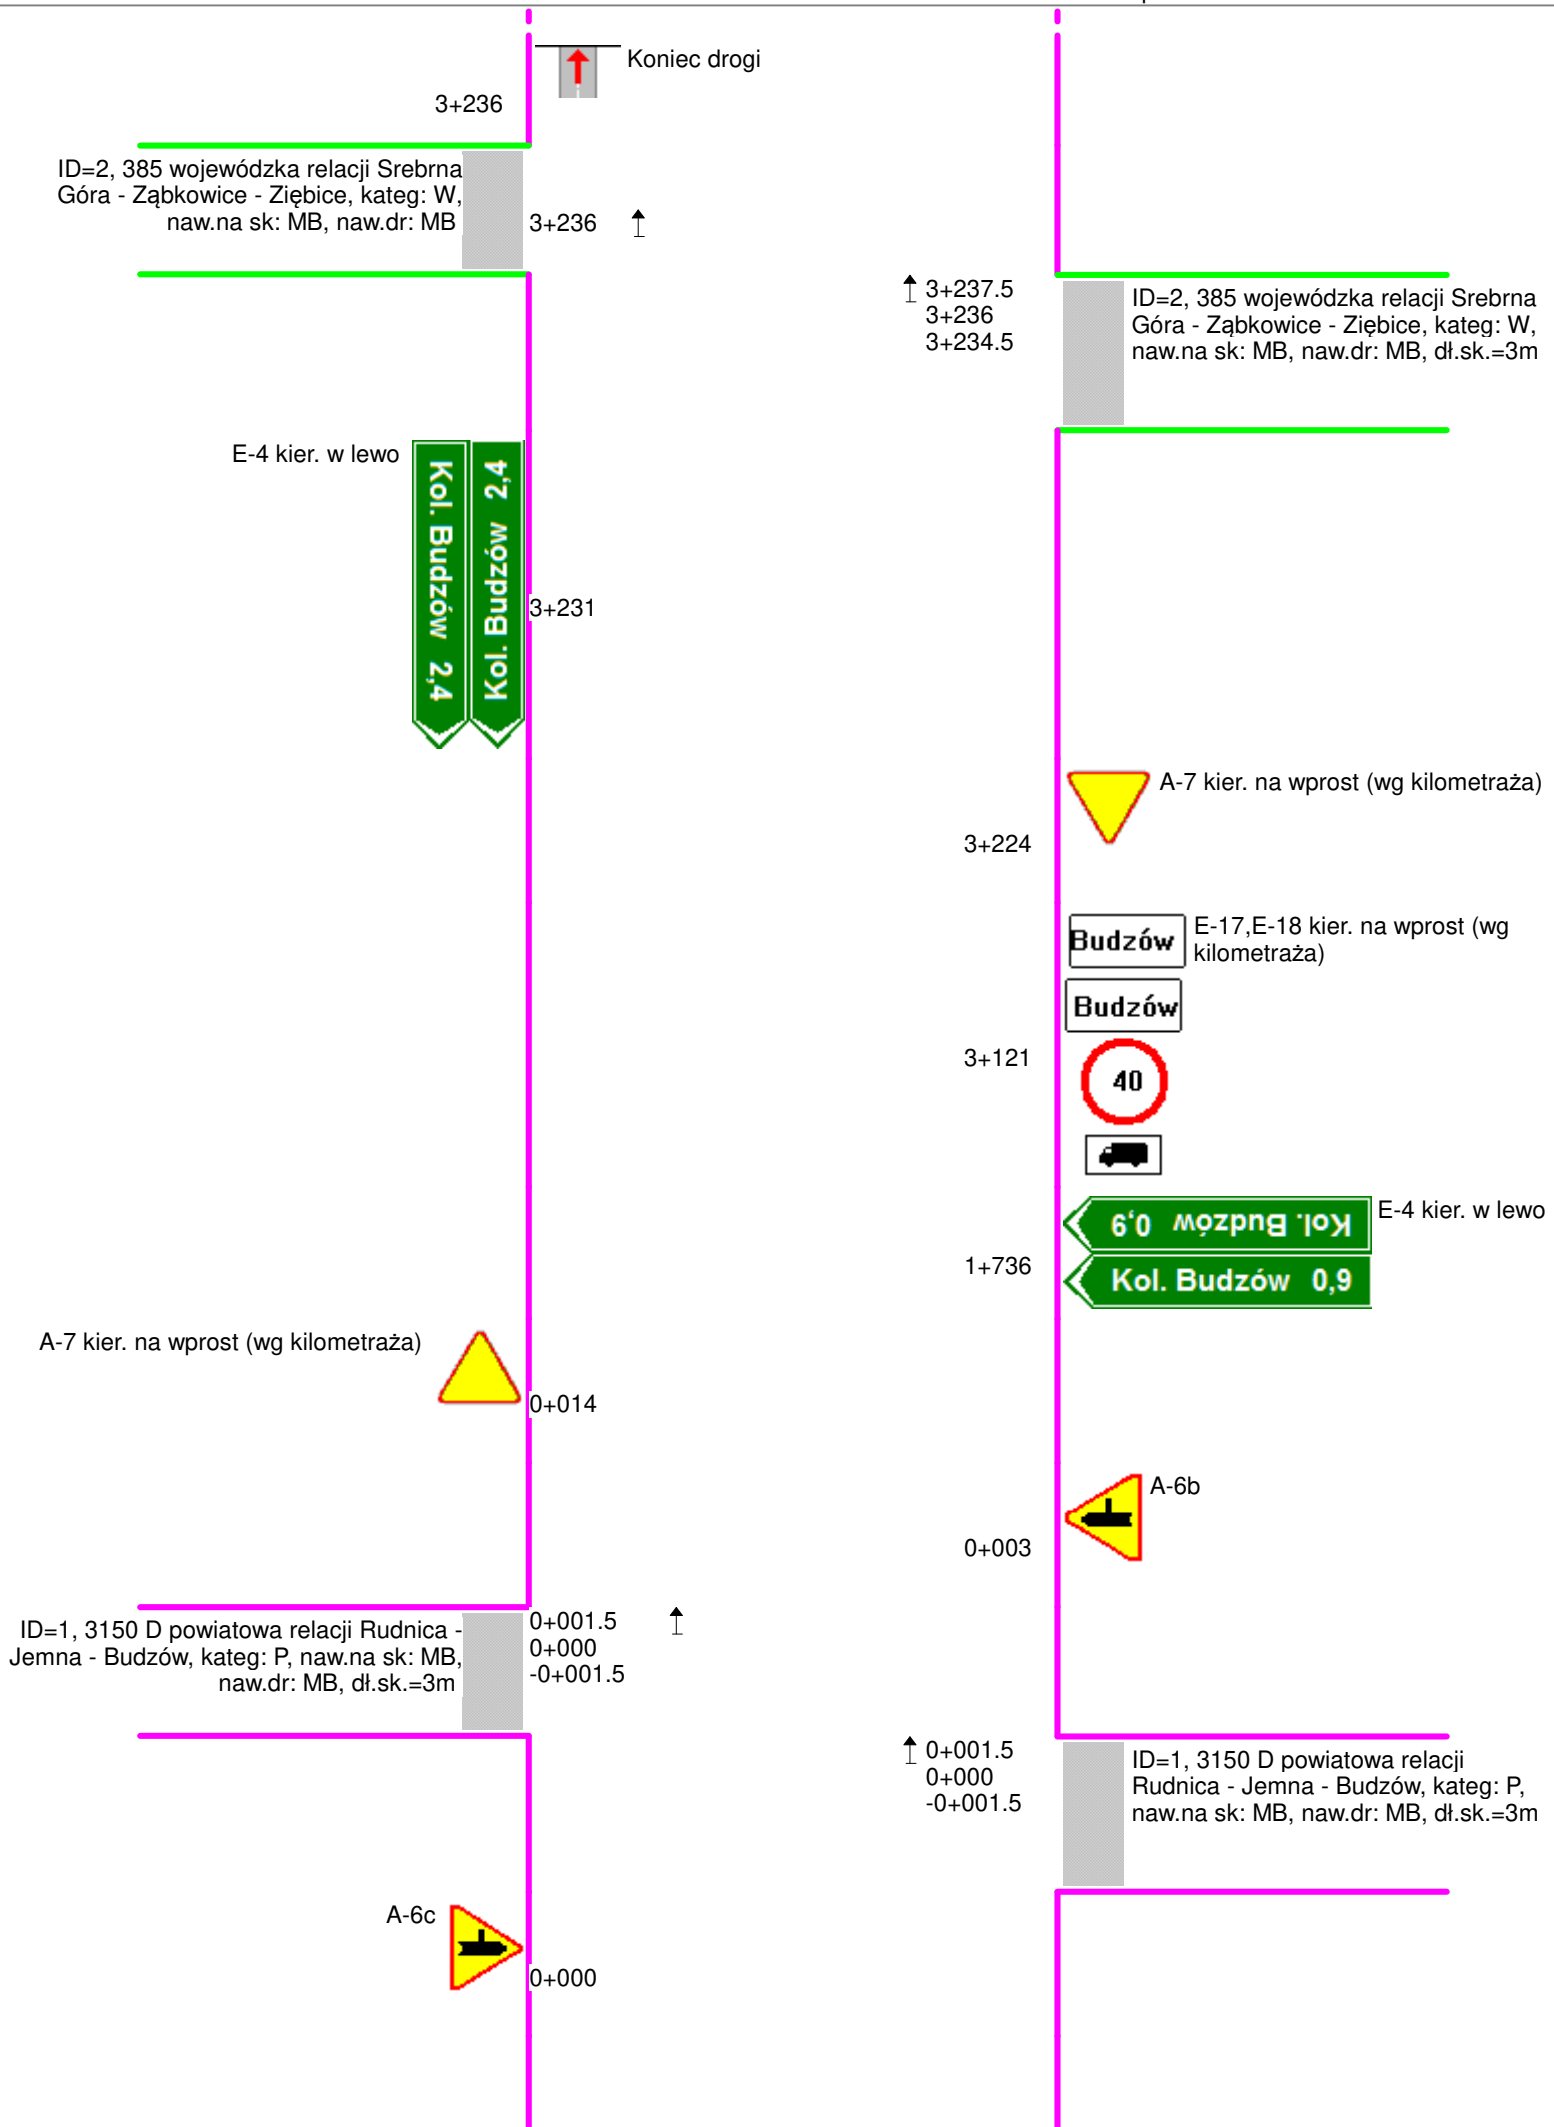 Koniec drogi
3+236
ID=2, 385 wojewódzka relacji Srebrna
Góra - Ząbkowice - Ziębice, kateg: W,
naw.na sk: MB, naw.dr: MB
3+236
3+237.5
3+236
3+234.5
ID=2, 385 wojewódzka relacji Srebrna
Góra - Ząbkowice - Ziębice, kateg: W,
naw.na sk: MB, naw.dr: MB, dł.sk.=3m
E-4 kier. w lewo
Kol. Budzów 2,4
Kol. Budzów 2,4
3+231
A-7 kier. na wprost (wg kilometraża)
3+224
Budzów
E-17,E-18 kier. na wprost (wg
kilometraża)
Budzów
3+121
40
Kol. Budzów 0,9
E-4 kier. w lewo
1+736
Kol. Budzów 0,9
A-7 kier. na wprost (wg kilometraża)
0+014
A-6b
0+003
ID=1, 3150 D powiatowa relacji Rudnica -
Jemna - Budzów, kateg: P, naw.na sk: MB,
naw.dr: MB, dł.sk.=3m
0+001.5
0+000
-0+001.5
0+001.5
0+000
-0+001.5
ID=1, 3150 D powiatowa relacji
Rudnica - Jemna - Budzów, kateg: P,
naw.na sk: MB, naw.dr: MB, dł.sk.=3m
A-6c
0+000